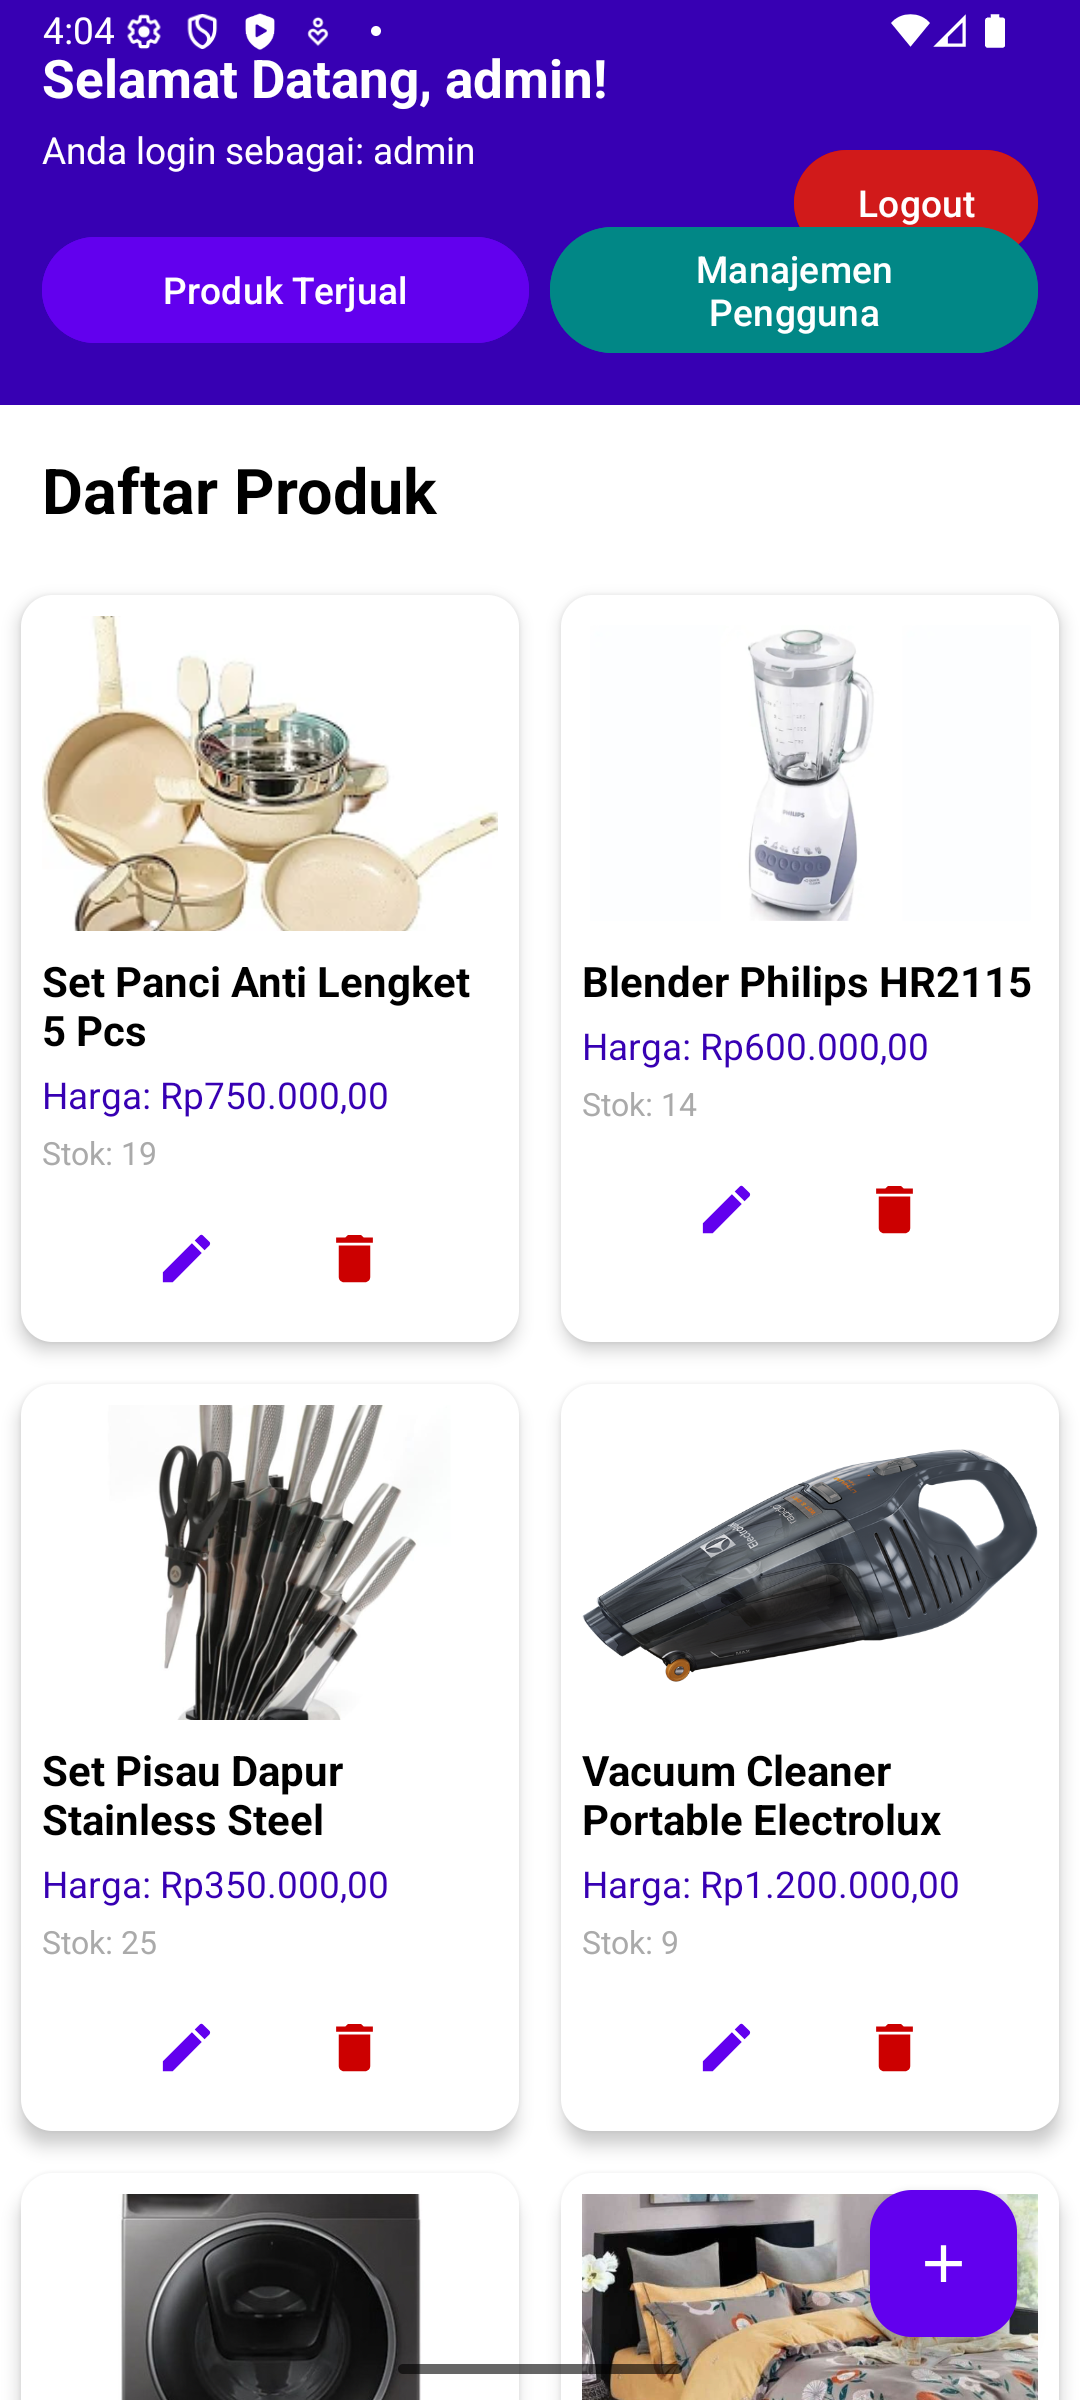 4:04
Selamat Datang, admin!
Anda login sebagai: admin
Logout
Produk Terjual
Manajemen
Pengguna
Daftar Produk
PHILIPS
Set Panci Anti Lengket
5 Pcs
Harga: Rp750.000,00
Stok: 19
Blender Philips HR2115
Harga: Rp600.000,00
Stok: 14
Electrolux
rapido
Set Pisau Dapur
Stainless Steel
Harga: Rp350.000,00
Stok: 25
Vacuum Cleaner
Portable Electrolux
Harga: Rp1.200.000,00
Stok: 9